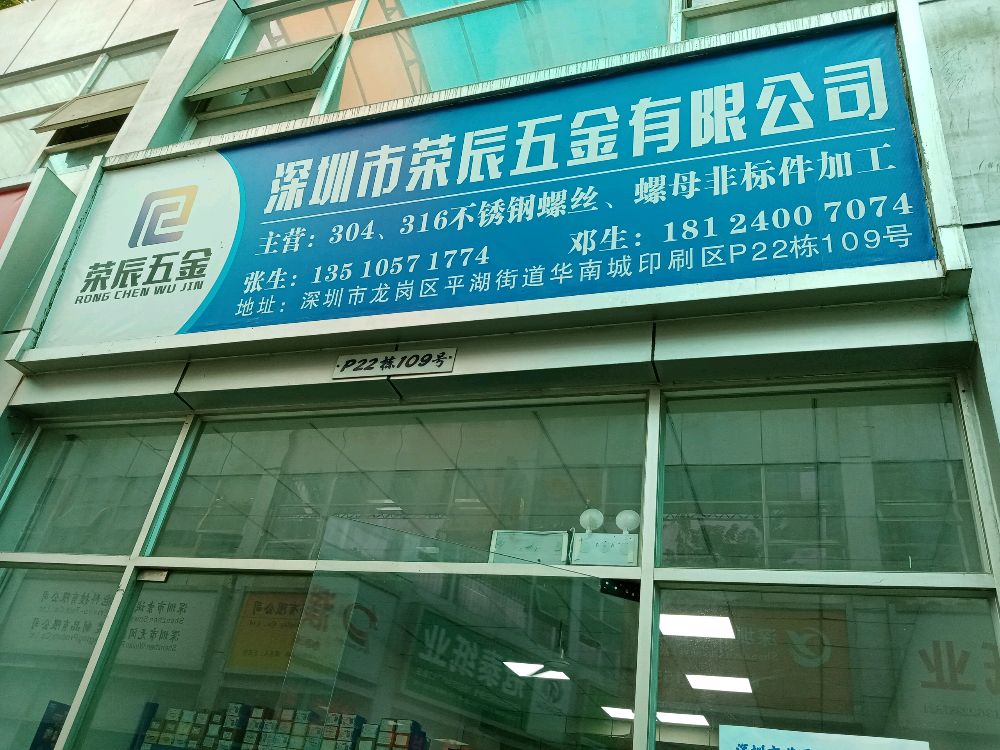 深圳市荣辰五金有限公司
主营：304、316不锈钢螺丝、螺母非标件加工
张生：135 1057 1774 邓生：181 2400 7074
地址：深圳市龙岗区平湖街道华南城印刷区P22栋109号
荣辰五金
RONG CHEN WU JIN
·P22栋109号·